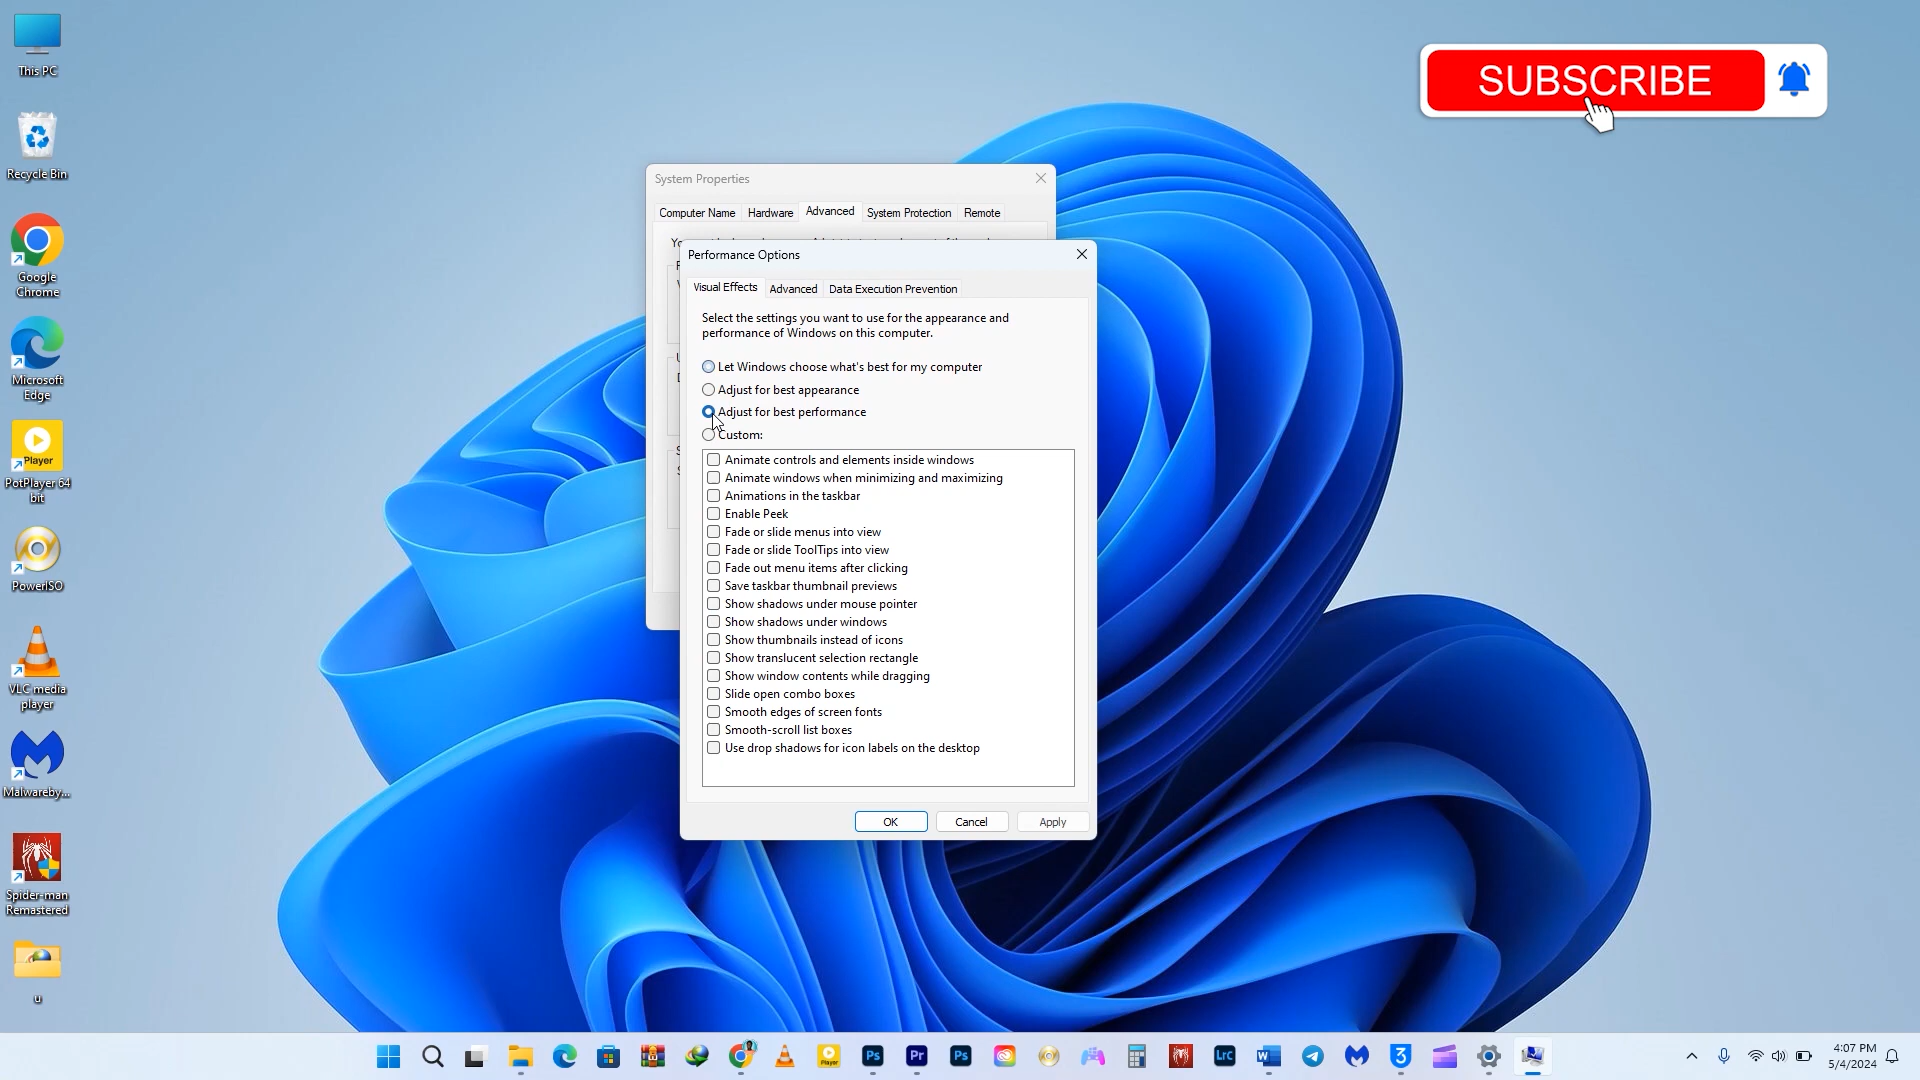 This PC
Recycle Bin
Google
Chrome
Microsoft
Edge
Player
PotPlayer 64
bit
PowerISO
VLC media
player
Malwareby...
Spider-man
Remastered
u
SUBSCRIBE
System Properties
Computer Name
Hardware
Advanced
System Protection
Remote
Performance Options
Visual Effects
Advanced
Data Execution Prevention
Select the settings you want to use for the appearance and
performance of Windows on this computer.
Let Windows choose what's best for my computer
Adjust for best appearance
Adjust for best performance
Custom:
Animate controls and elements inside windows
Animate windows when minimizing and maximizing
Animations in the taskbar
Enable Peek
Fade or slide menus into view
Fade or slide ToolTips into view
Fade out menu items after clicking
Save taskbar thumbnail previews
Show shadows under mouse pointer
Show shadows under windows
Show thumbnails instead of icons
Show translucent selection rectangle
Show window contents while dragging
Slide open combo boxes
Smooth edges of screen fonts
Smooth-scroll list boxes
Use drop shadows for icon labels on the desktop
OK
Cancel
Apply
Player
Ps
Pr
Ps
LrC
W
3
4:07 PM
5/4/2024